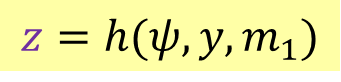 z = h(ψ, y, m₁)